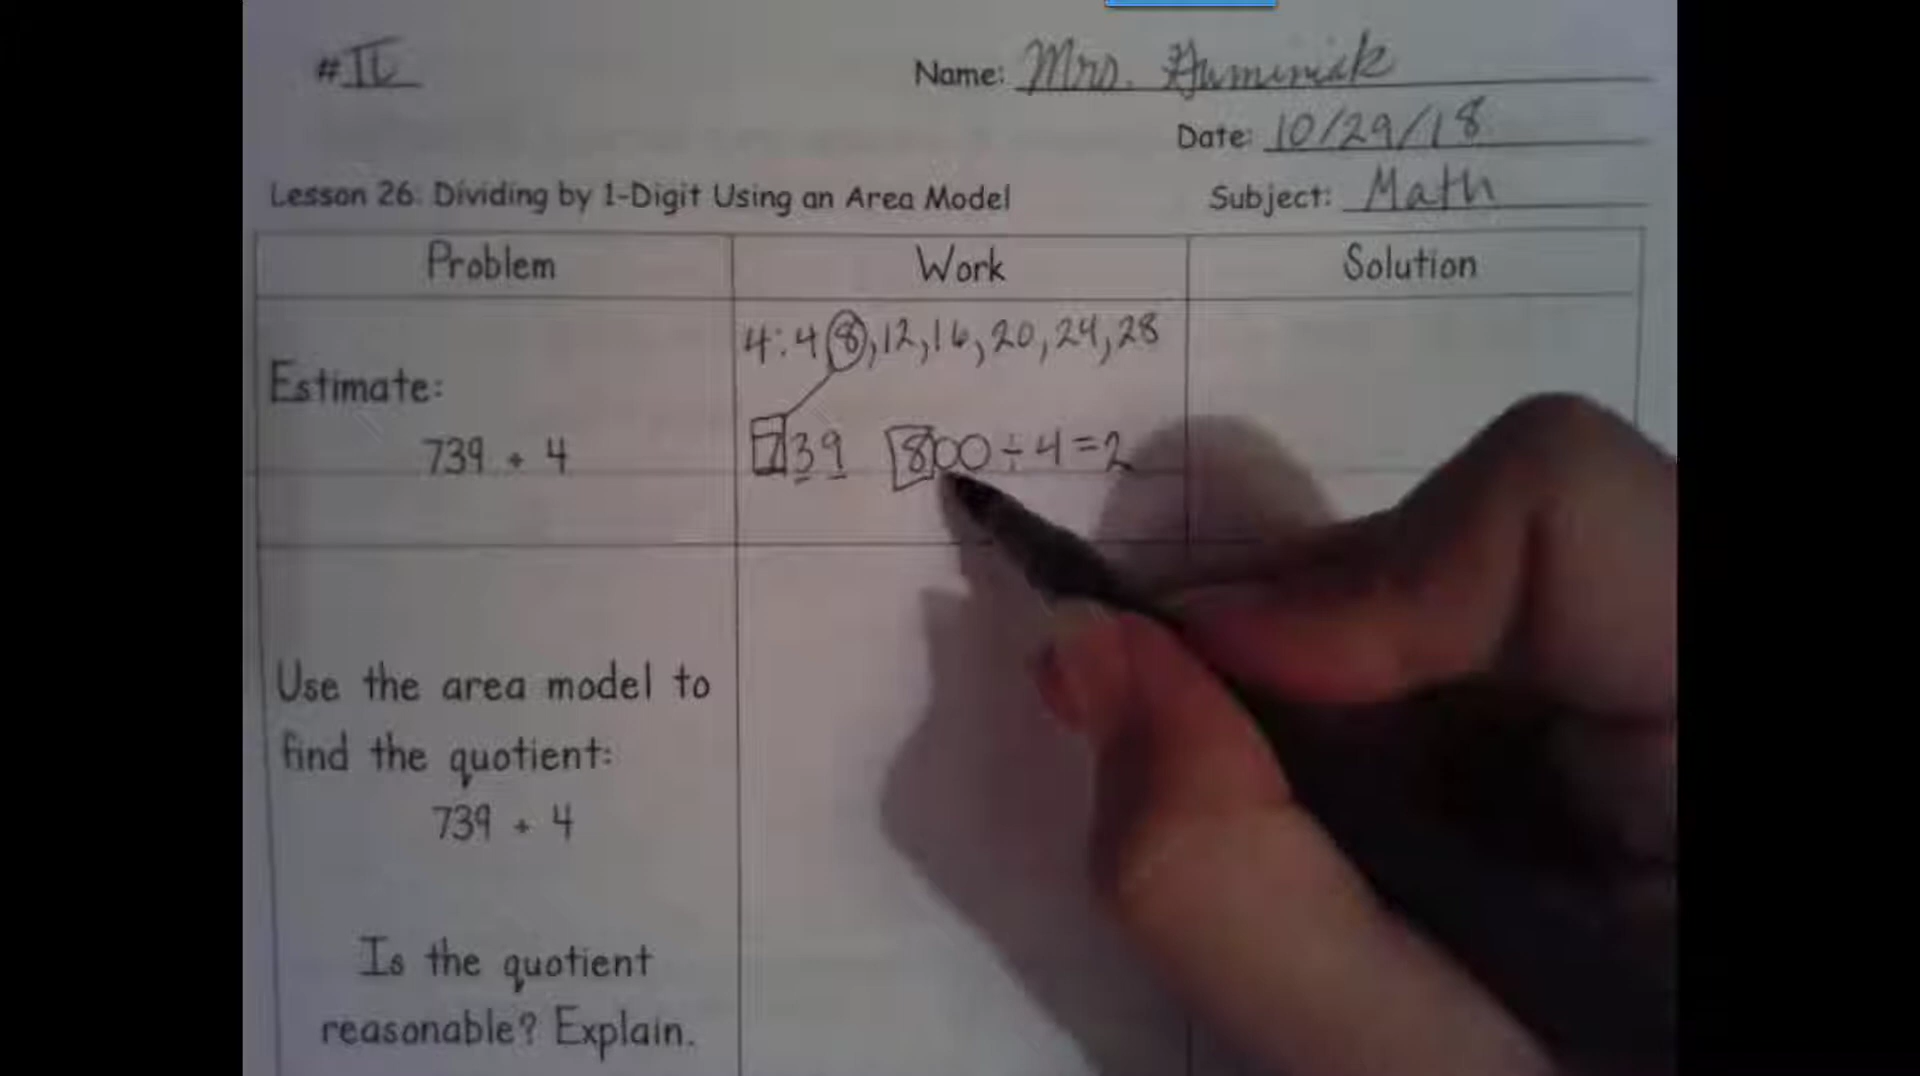 #II
Name: Mrs. Guminiak
Date: 10/29/18
Lesson 26: Dividing by 1-Digit Using an Area Model
Subject: Math
Problem
Work
Solution
4:4 8,12,16,20,24,28
Estimate:
739 ÷ 4
739 800÷4=2
Use the area model to
find the quotient:
739 ÷ 4
Is the quotient
reasonable? Explain.